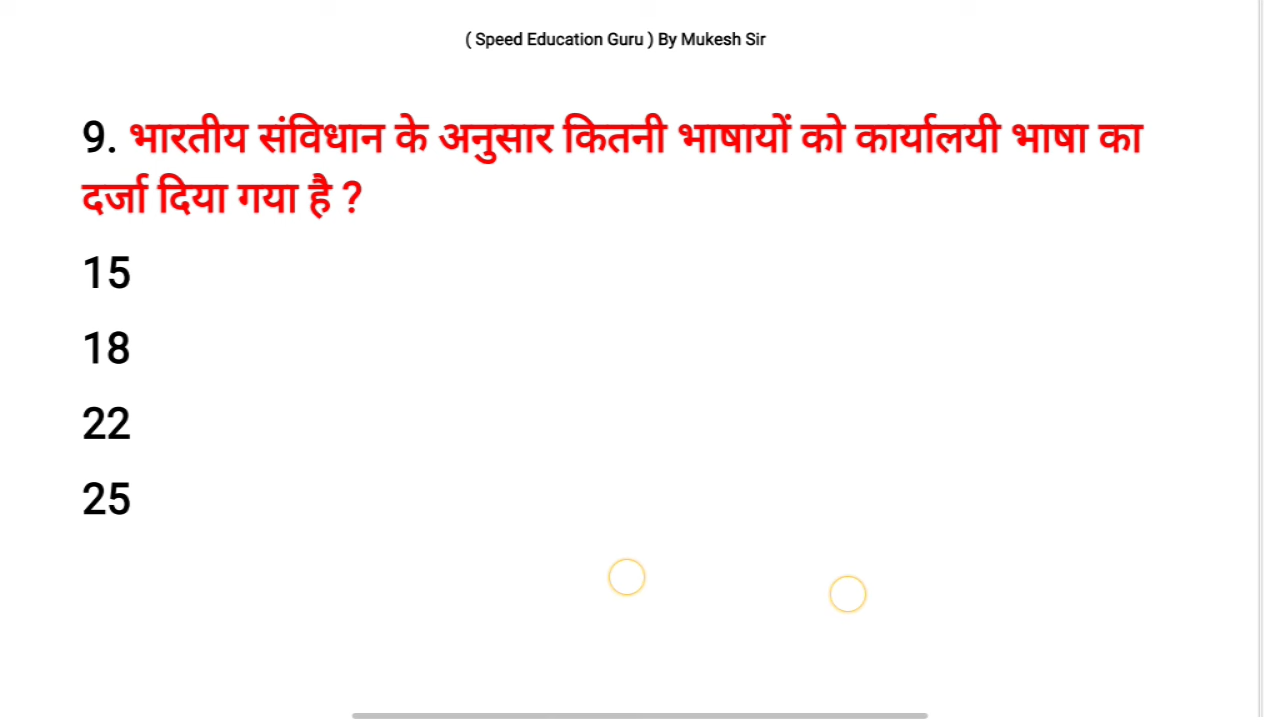 ( Speed Education Guru ) By Mukesh Sir
9. भारतीय संविधान के अनुसार कितनी भाषायों को कार्यालयी भाषा का
दर्जा दिया गया है ?
15
18
22
25